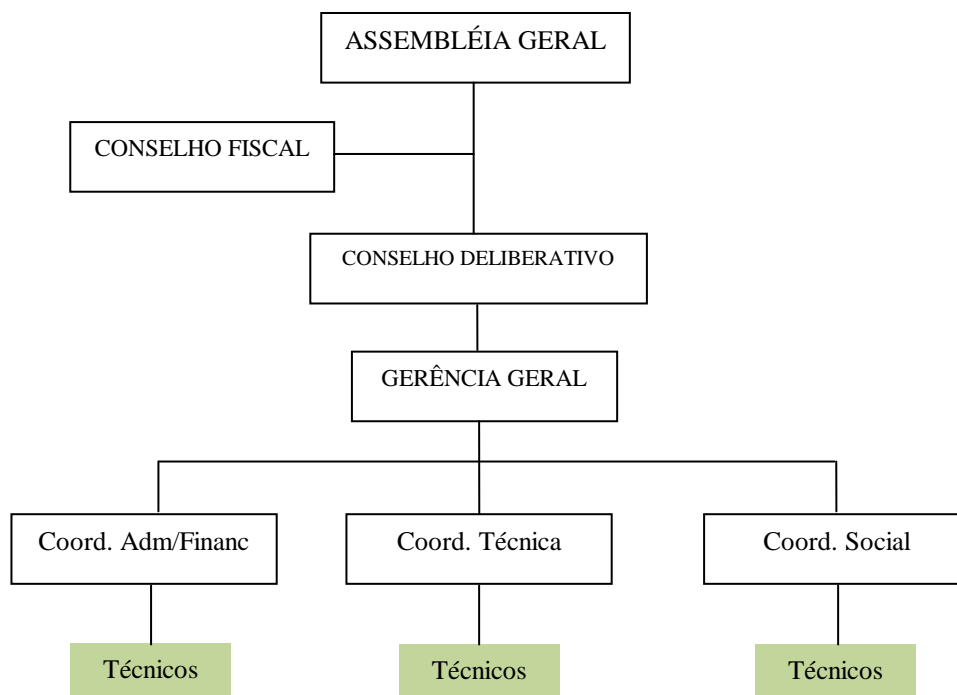 ASSEMBLÉIA GERAL
CONSELHO FISCAL
CONSELHO DELIBERATIVO
GERÊNCIA GERAL
Coord. Adm/Financ
Coord. Técnica
Coord. Social
Técnicos
Técnicos
Técnicos